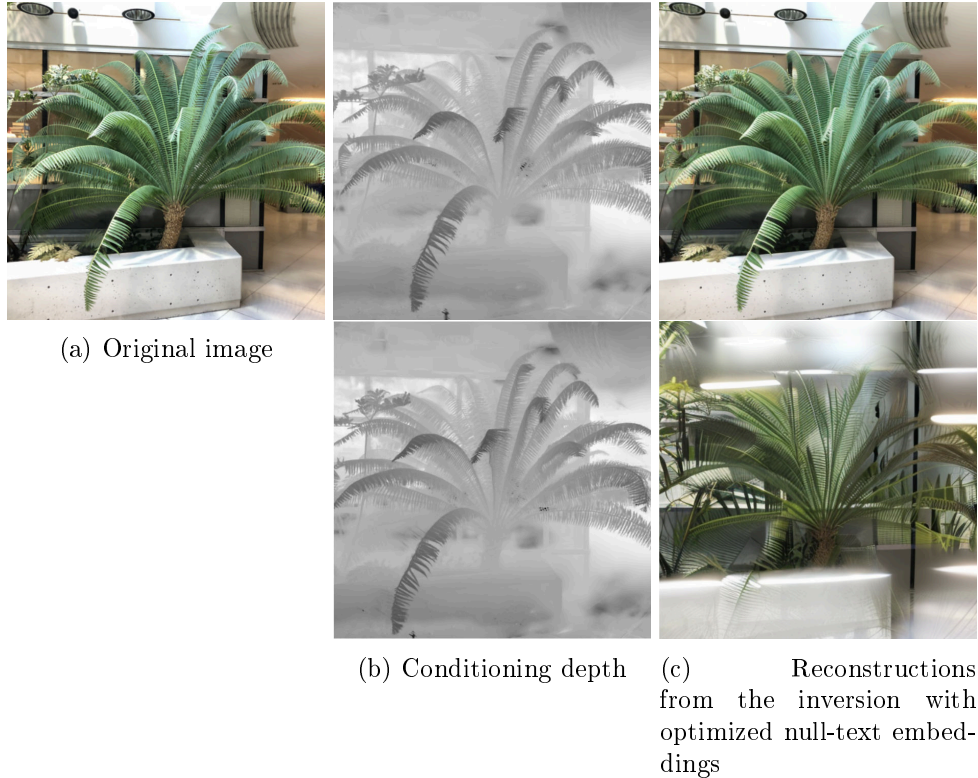 (a) Original image
(b) Conditioning depth
(c) Reconstructions
from the inversion with
optimized null-text embed-
dings